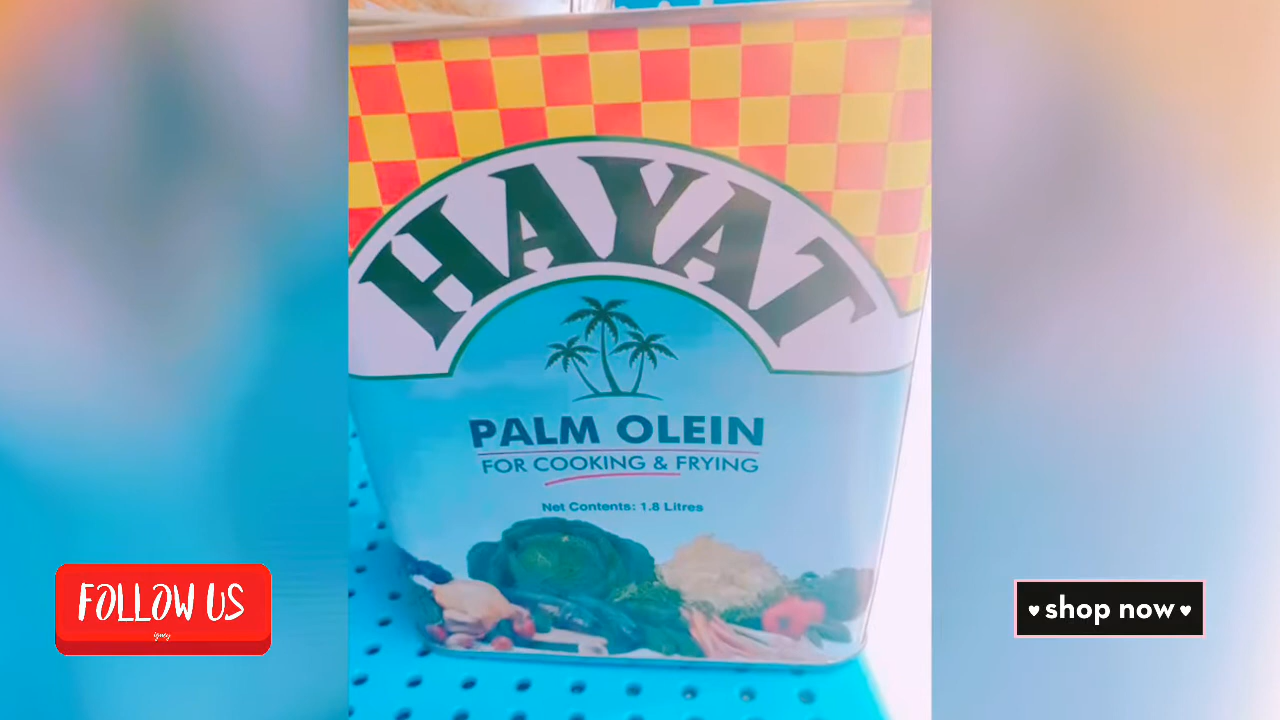 HAYAT
PALM OLEIN
FOR COOKING & FRYING
Net Contents: 1.8 Litres
FOLLOW US
shop now